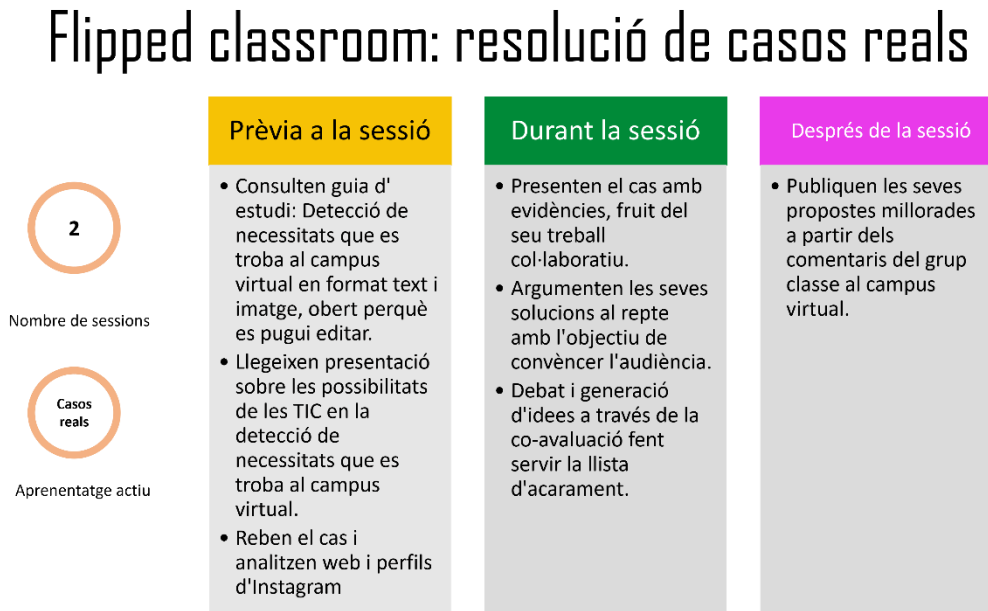 Flipped classroom: resolució de casos reals
2
Nombre de sessions
Casos
reals
Aprenentatge actiu
Prèvia a la sessió
• Consulten guia d'
estudi: Detecció de
necessitats que es
troba al campus
virtual en format text i
imatge, obert perquè
es pugui editar.
• Llegeixen presentació
sobre les possibilitats
de les TIC en la
detecció de
necessitats que es
troba al campus
virtual.
• Reben el cas i
analitzen web i perfils
d'Instagram
Durant la sessió
• Presenten el cas amb
evidències, fruit del
seu treball
col·laboratiu.
• Argumenten les seves
solucions al repte
amb l'objectiu de
convèncer l'audiència.
• Debat i generació
d'idees a través de la
co-avaluació fent
servir la llista
d'acarament.
Després de la sessió
• Publiquen les seves
propostes millorades
a partir dels
comentaris del grup
classe al campus
virtual.